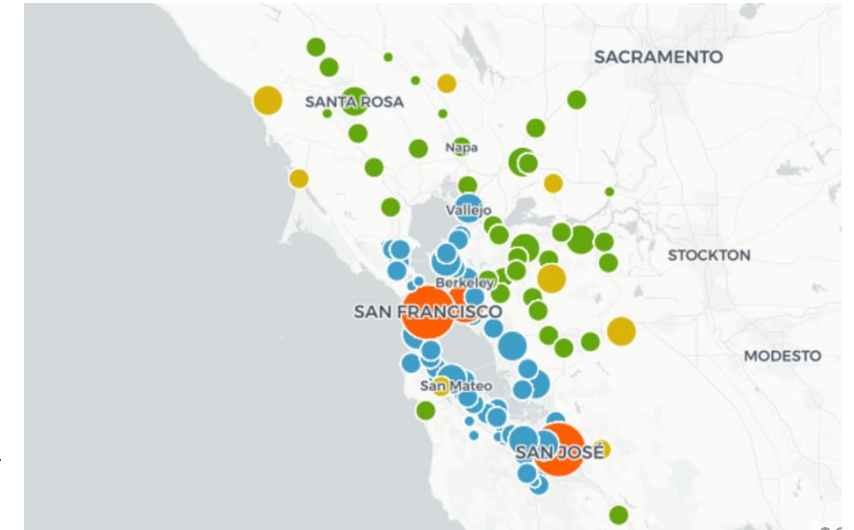 SACRAMENTO
SANTA ROSA
Napa
Vallejo
STOCKTON
Berkeley
SAN FRANCISCO
MODESTO
San Mateo
SAN JOSÉ